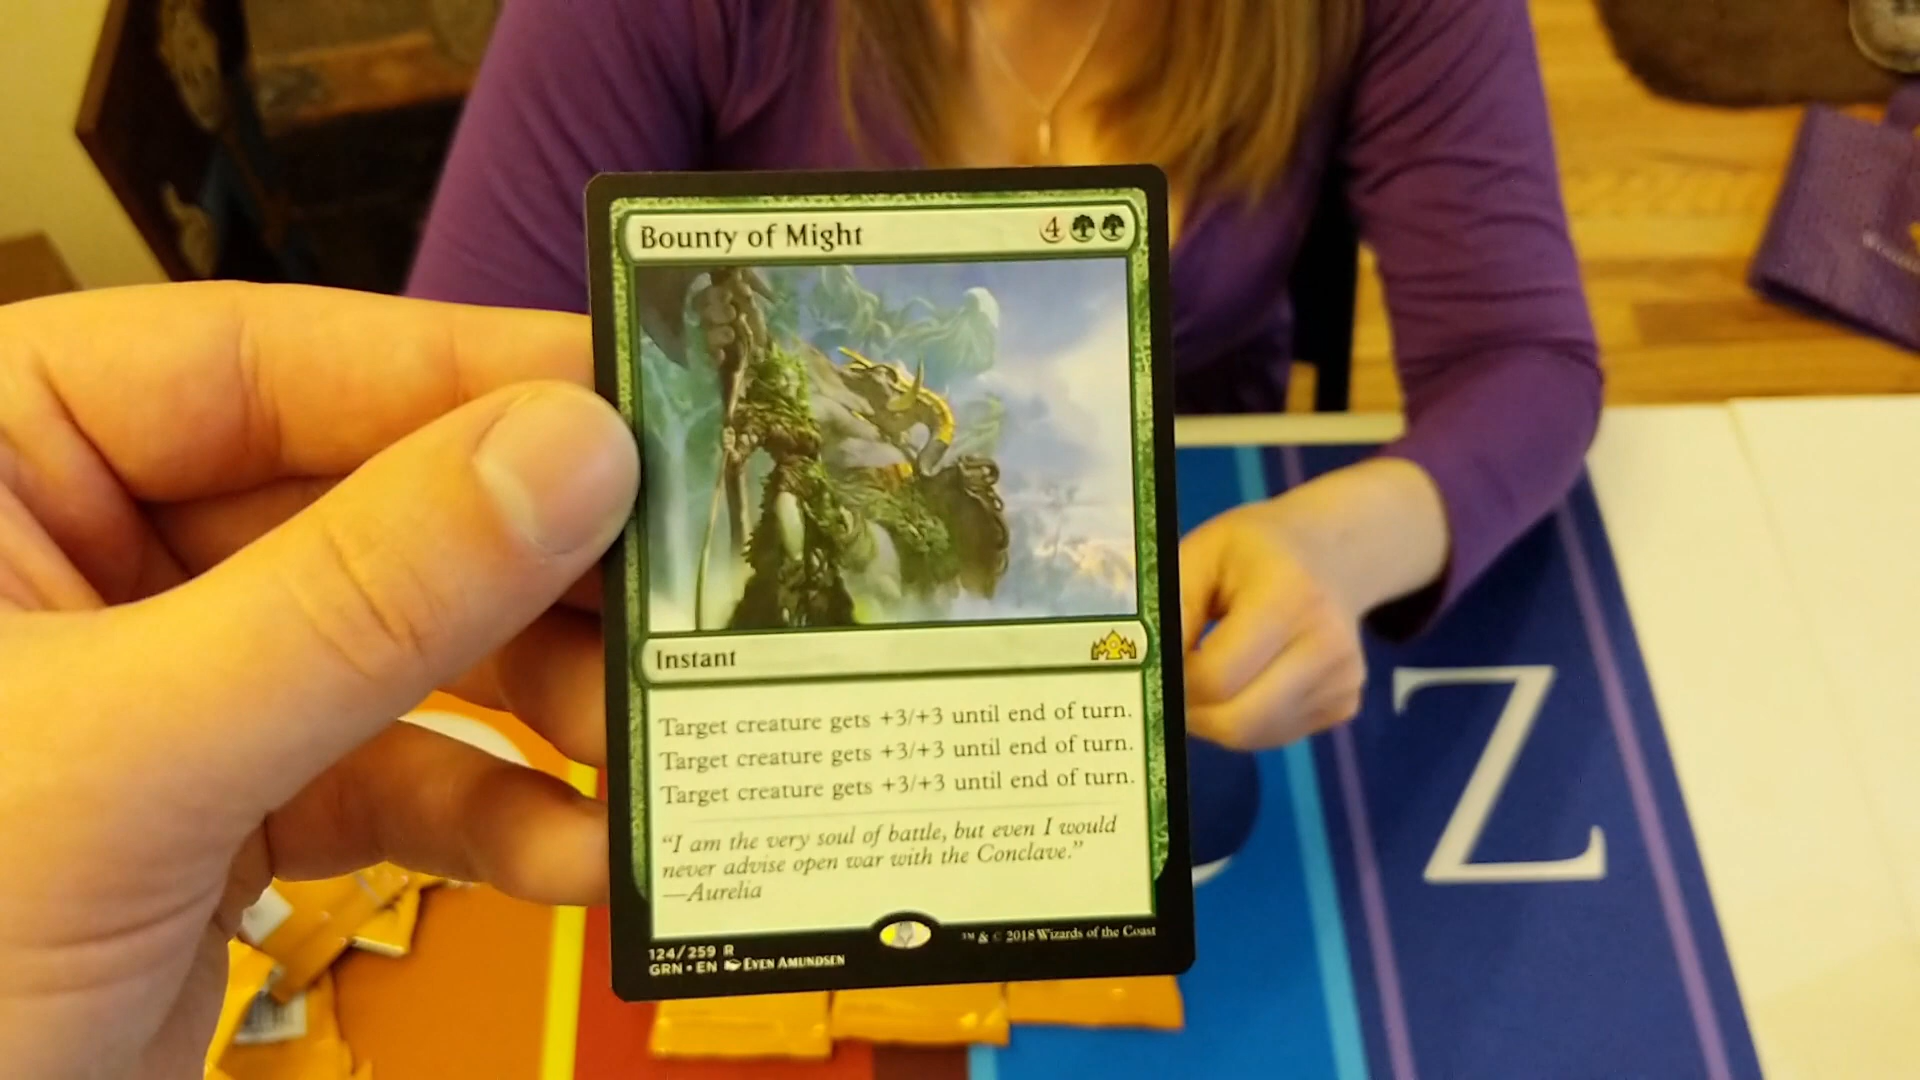 Bounty of Might 4
Instant
Target creature gets +3/+3 until end of turn.
Target creature gets +3/+3 until end of turn.
Target creature gets +3/+3 until end of turn.
“I am the very soul of battle, but even I would
never advise open war with the Conclave.”
—Aurelia
124/259 R
GRN • EN Even Amundsen
™ & © 2018 Wizards of the Coast
Z